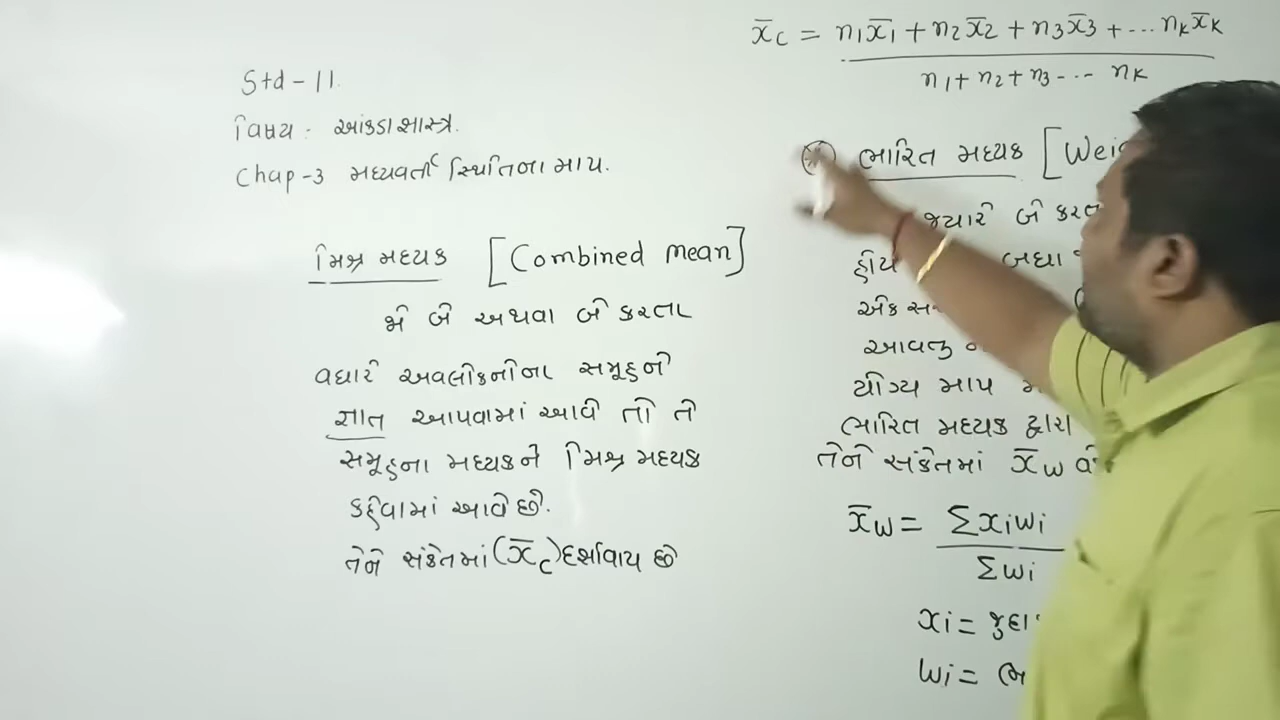 Std - 11.
વિષય : આંકડાશાસ્ત્ર.
Chap - 3 મધ્યવર્તી સ્થિતિના માપ.
મિશ્ર મધ્યક [Combined mean]
જો બે અથવા બે કરતા
વધારે અવલોકનોના સમૂહને
જ્ઞાત આપવામાં આવે તો તે
સમૂહના મધ્યકને મિશ્ર મધ્યક
કહેવામાં આવે છે.
તેને સંકેતમાં (x̄c) દર્શાવાય છે
x̄c = n1x̄1 + n2x̄2 + n3x̄3 + ... nkx̄k
n1 + n2 + n3 - ... nk
ભારિત મધ્યક [Wei
જ્યારે બે કરત
હોય બધા
એક સ
આવતુ
યોગ્ય માપ
ભારિત મધ્યક દ્વારા
તેને સંકેતમાં x̄w
x̄w = Σxiwi
Σwi
xi = જુદા
wi = ભ